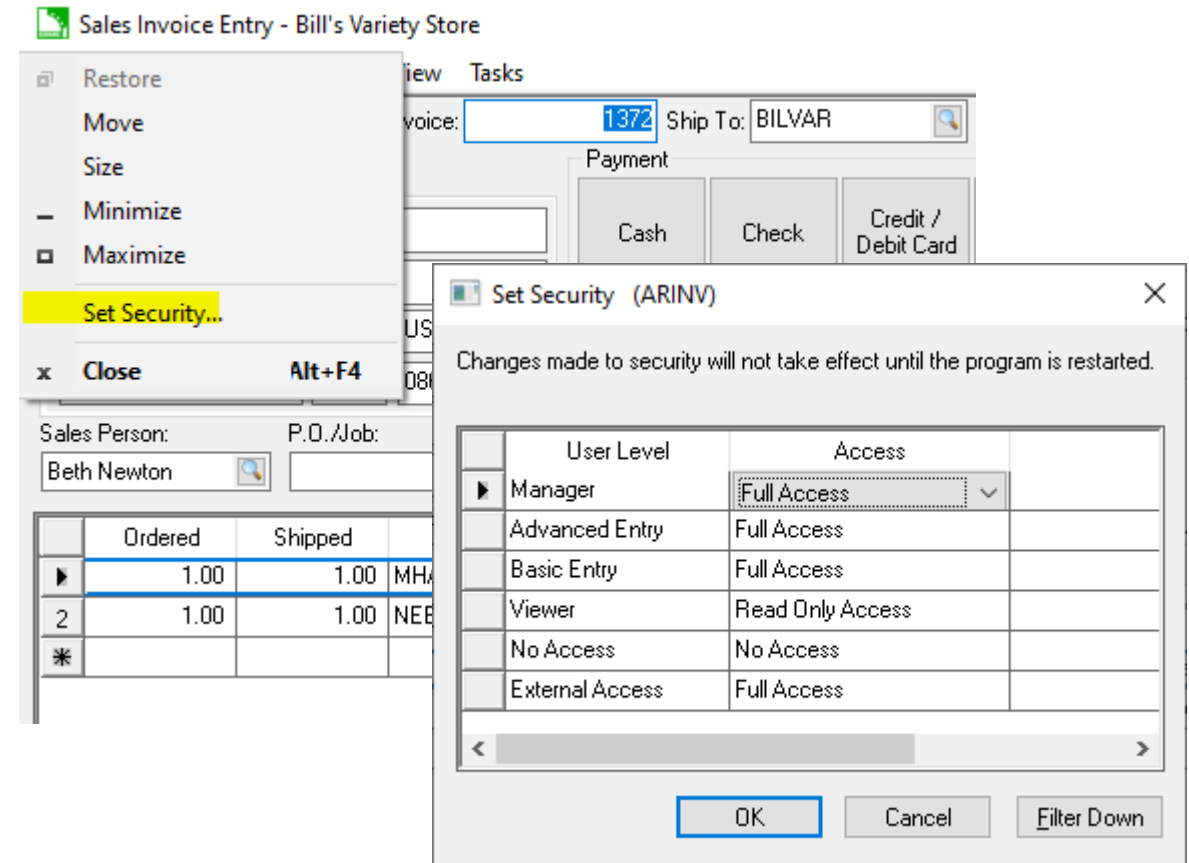 Sales Invoice Entry - Bill's Variety Store
Restore
Move
Size
Minimize
Maximize
Set Security...
Close Alt+F4
iew Tasks
voice: 1372 Ship To: BILVAR
Payment
Cash Check Credit / Debit Card
US
Sales Person: P.O./Job:
Beth Newton
Ordered Shipped
1.00 1.00 MHA
2 1.00 1.00 NEE
Set Security (ARINV)
Changes made to security will not take effect until the program is restarted.
User Level Access
Manager Full Access
Advanced Entry Full Access
Basic Entry Full Access
Viewer Read Only Access
No Access No Access
External Access Full Access
OK Cancel Filter Down